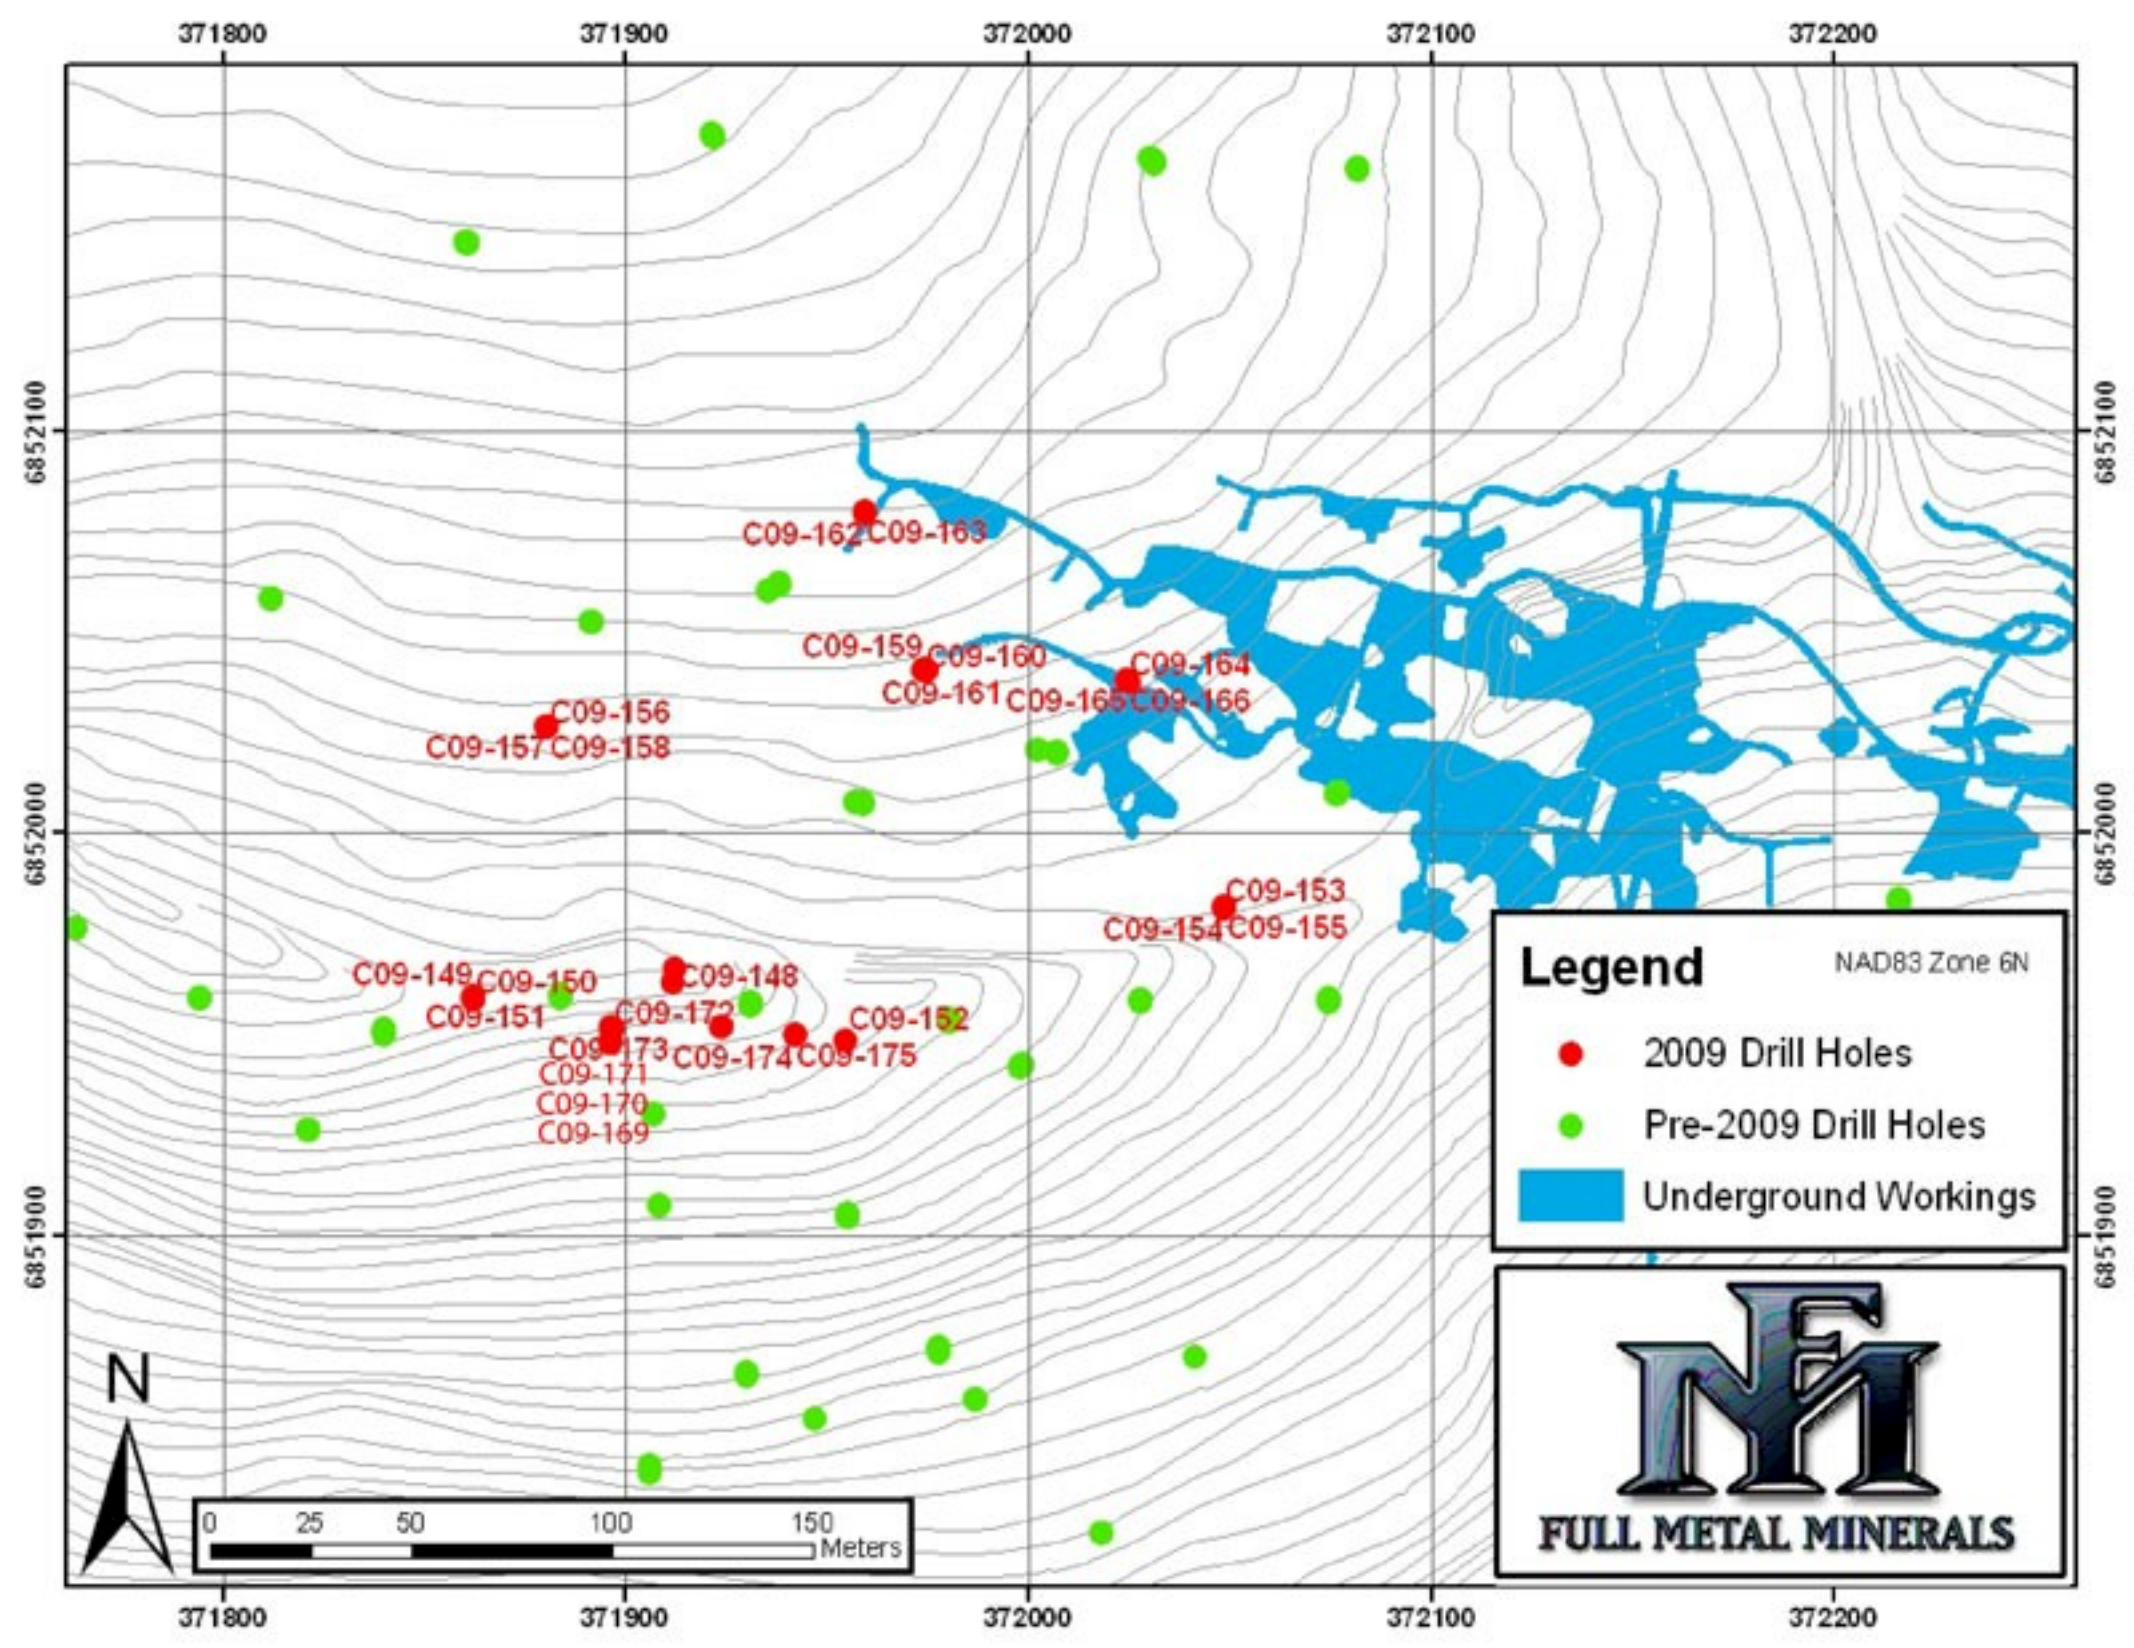 371800 371900 372000 372100 372200
6852100 6852100
C09-162 C09-163
C09-159 C09-160
C09-161
C09-164
C09-165 C09-166
C09-156
C09-157 C09-158
6852000 6852000
C09-153
C09-154 C09-155
C09-149 C09-150
C09-151
C09-148
C09-172
C09-152
C09-173 C09-174 C09-175
C09-171
C09-170
C09-169
Legend NAD83 Zone 6N
2009 Drill Holes
Pre-2009 Drill Holes
Underground Workings
6851900 6851900
N
0 25 50 100 150
Meters
FM
FULL METAL MINERALS
371800 371900 372000 372100 372200